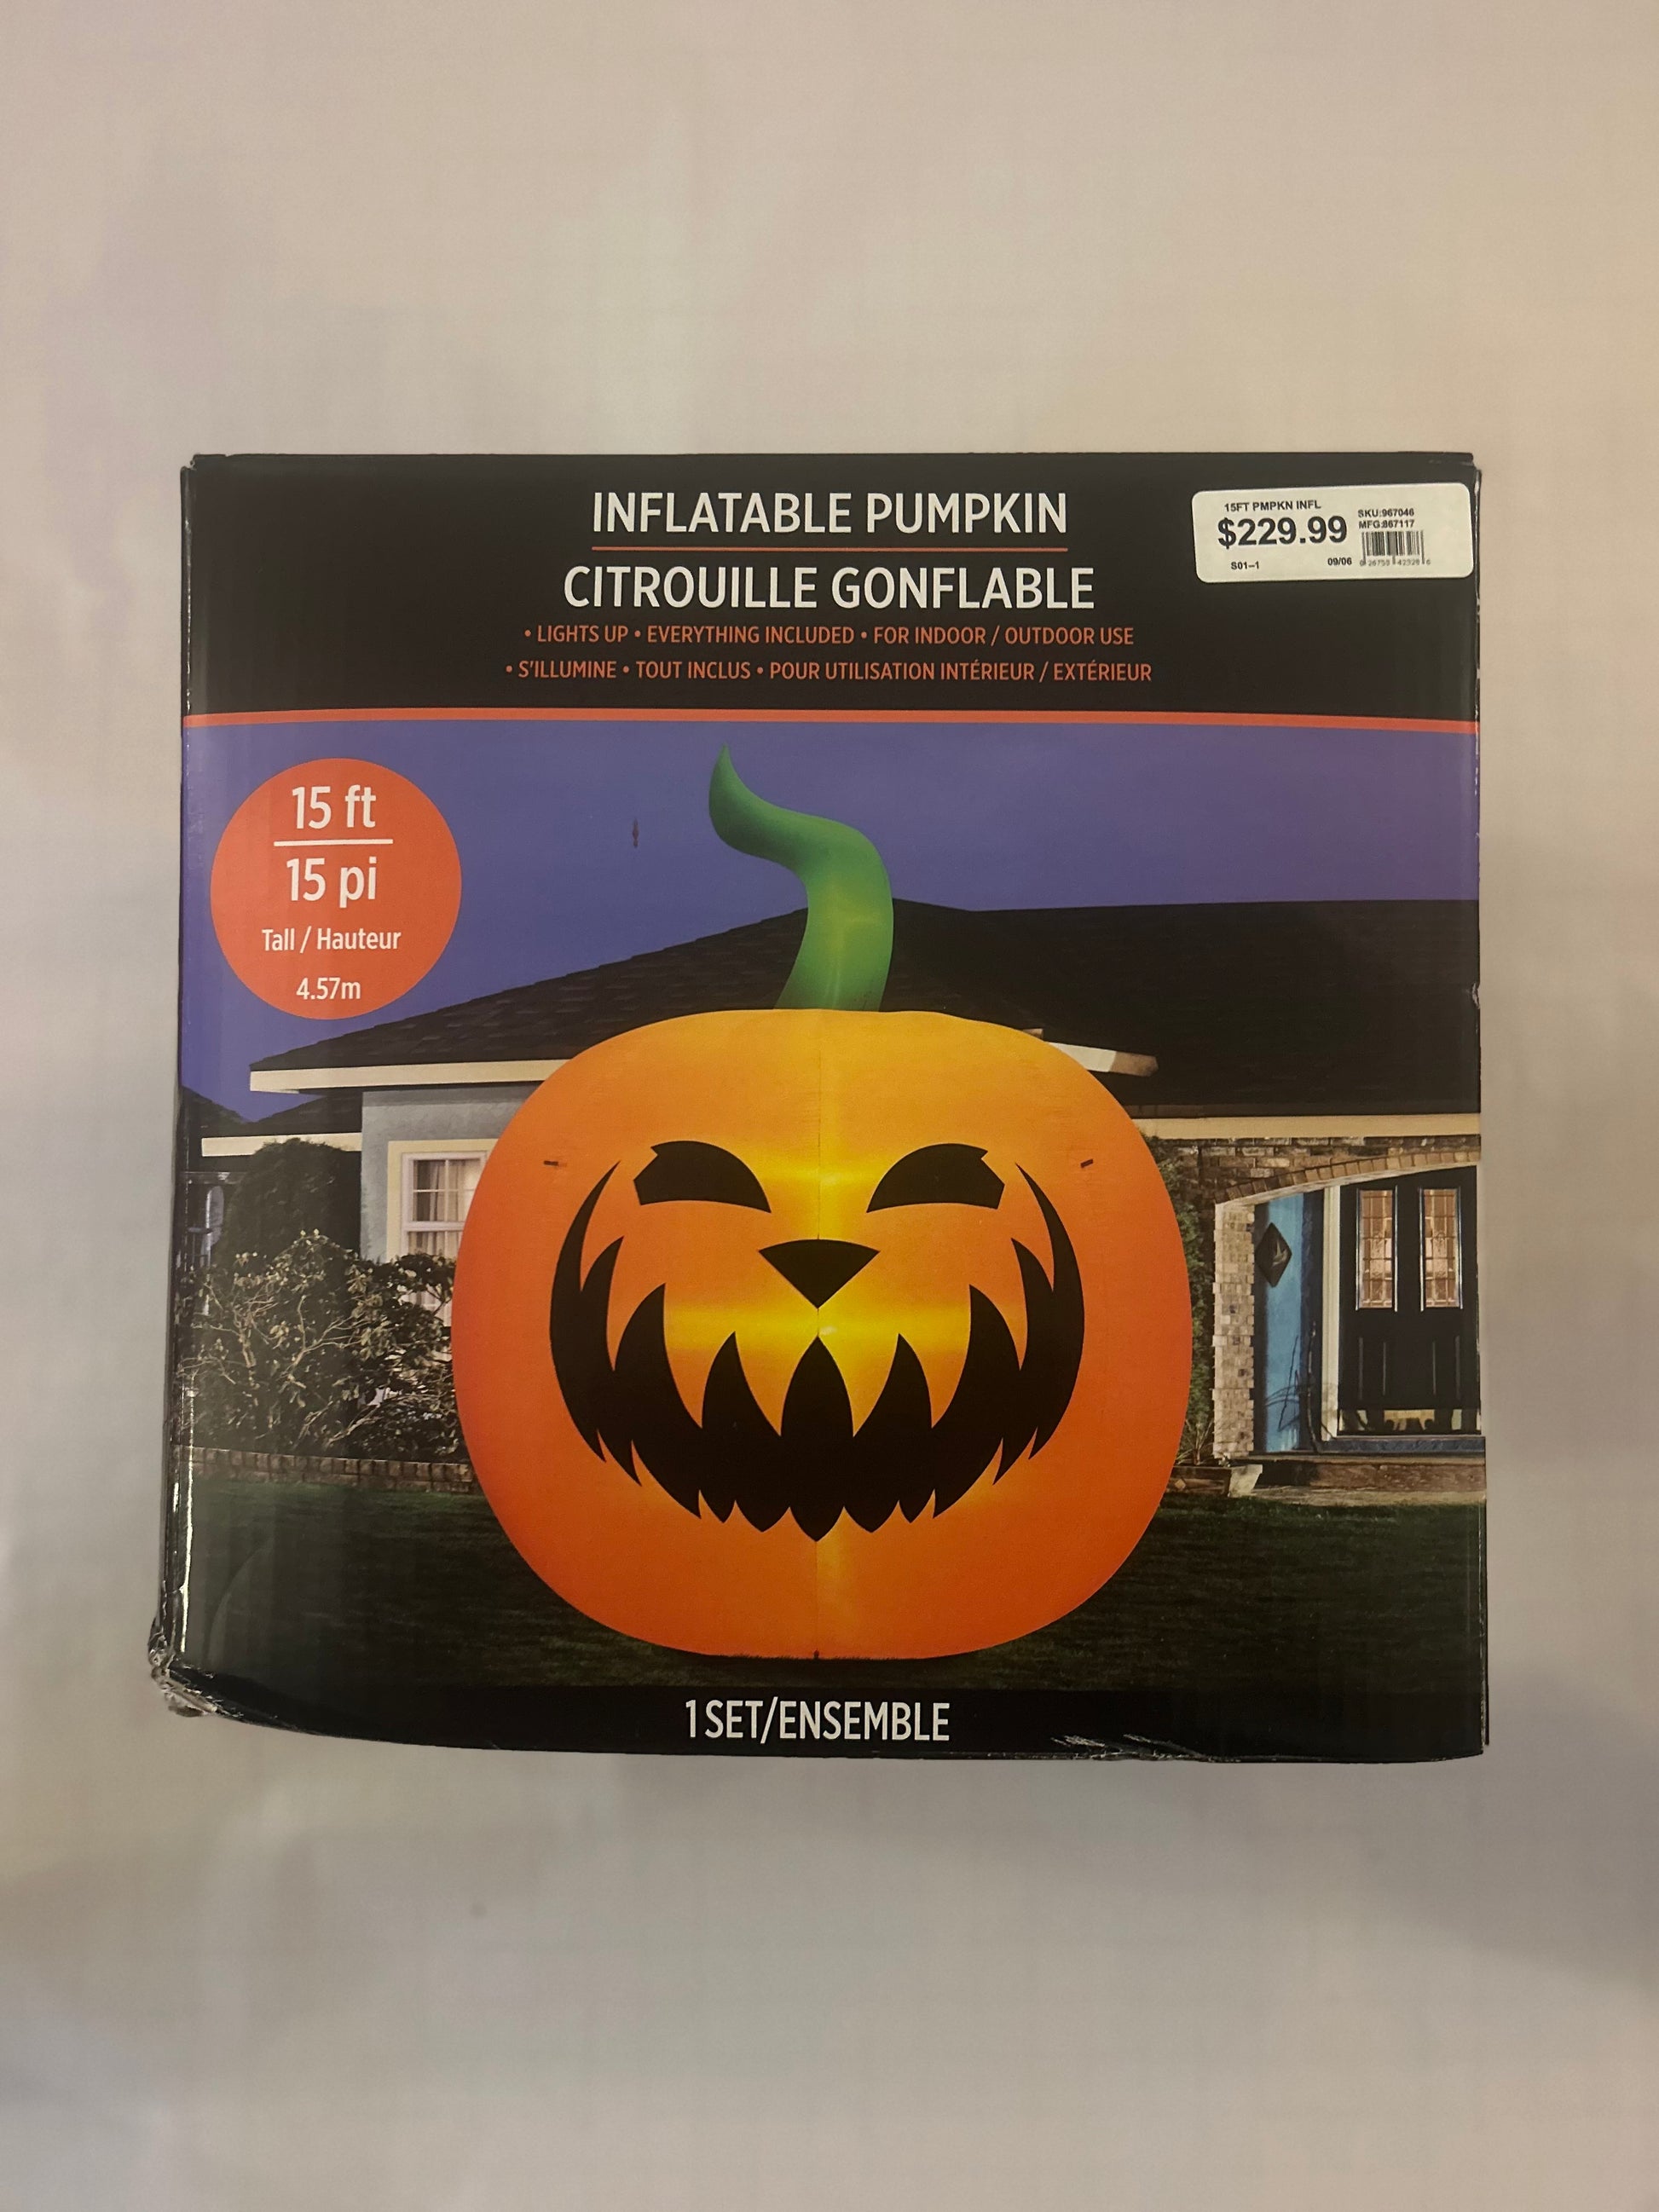 INFLATABLE PUMPKIN
CITROUILLE GONFLABLE
• LIGHTS UP • EVERYTHING INCLUDED • FOR INDOOR / OUTDOOR USE
• S'ILLUMINE • TOUT INCLUS • POUR UTILISATION INTÉRIEUR / EXTÉRIEUR
15FT PMPKN INFL
$229.99
SKU:967046
MFG:867117
S01–1
09/06
15 ft
15 pi
Tall / Hauteur
4.57m
1 SET/ENSEMBLE